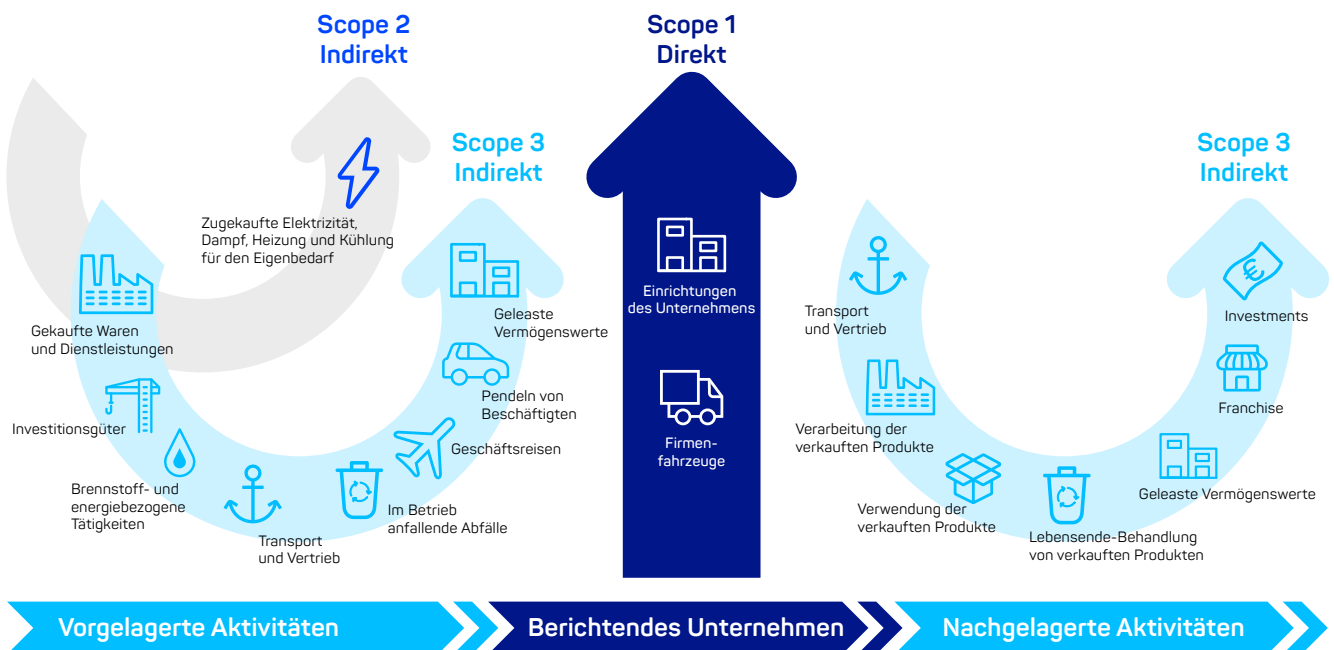 Scope 2
Indirekt
Scope 1
Direkt
Scope 3
Indirekt
Scope 3
Indirekt
Zugekaufte Elektrizität,
Dampf, Heizung und Kühlung
für den Eigenbedarf
Gekaufte Waren
und Dienstleistungen
Investitionsgüter
Brennstoff- und
energiebezogene
Tätigkeiten
Transport
und Vertrieb
Im Betrieb
anfallende Abfälle
Geschäftsreisen
Pendeln von
Beschäftigten
Geleaste
Vermögenswerte
Einrichtungen
des Unternehmens
Firmen-
fahrzeuge
Transport
und Vertrieb
Verarbeitung der
verkauften Produkte
Verwendung der
verkauften Produkte
Lebensende-Behandlung
von verkauften Produkten
Geleaste Vermögenswerte
Franchise
€
Investments
Vorgelagerte Aktivitäten
Berichtendes Unternehmen
Nachgelagerte Aktivitäten